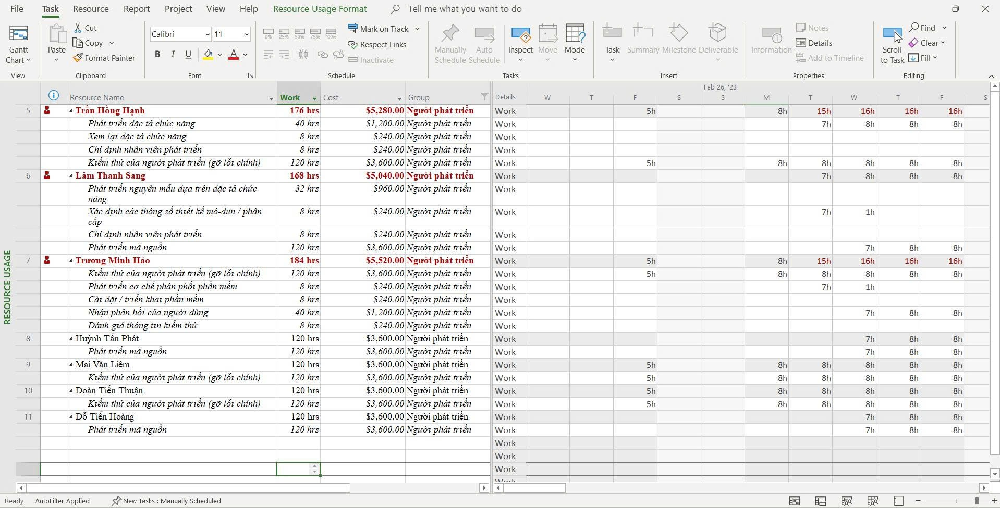 File Task Resource Report Project View Help Resource Usage Format Tell me what you want to do
Gantt Chart
Paste
Cut
Copy
Format Painter
Calibri 11
B I U A
0% 25% 50% 75% 100%
Mark on Track
Respect Links
Inactivate
Manually Schedule
Auto Schedule
Inspect
Move
Mode
Task
Summary
Milestone
Deliverable
Information
Notes
Details
Add to Timeline
Scroll to Task
Find
Clear
Fill
View Clipboard Font Schedule Tasks Insert Properties Editing
Feb 26, '23
Resource Name Work Cost Group Details W T F S S M T W T F S
5 Trần Hồng Hạnh 176 hrs $5,280.00 Người phát triển Work 5h 8h 15h 16h 16h 16h
Phát triển đặc tả chức năng 40 hrs $1,200.00 Người phát triển Work 7h 8h 8h 8h
Xem lại đặc tả chức năng 8 hrs $240.00 Người phát triển Work
Chỉ định nhân viên phát triển 8 hrs $240.00 Người phát triển Work
Kiểm thử của người phát triển (gỡ lỗi chính) 120 hrs $3,600.00 Người phát triển Work 5h 8h 8h 8h 8h 8h
6 Lâm Thanh Sang 168 hrs $5,040.00 Người phát triển Work 7h 8h 8h 8h
Phát triển nguyên mẫu dựa trên đặc tả chức 32 hrs $960.00 Người phát triển Work
năng
Xác định các thông số thiết kế mô-đun / phân 8 hrs $240.00 Người phát triển Work 7h 1h
cấp
Chỉ định nhân viên phát triển 8 hrs $240.00 Người phát triển Work
Phát triển mã nguồn 120 hrs $3,600.00 Người phát triển Work 7h 8h 8h
7 Trương Minh Hảo 184 hrs $5,520.00 Người phát triển Work 5h 8h 15h 16h 16h 16h
Kiểm thử của người phát triển (gỡ lỗi chính) 120 hrs $3,600.00 Người phát triển Work 5h 8h 8h 8h 8h 8h
Phát triển cơ chế phân phối phần mềm 8 hrs $240.00 Người phát triển Work 7h 1h
Cài đặt / triển khai phần mềm 8 hrs $240.00 Người phát triển Work
Nhận phản hồi của người dùng 40 hrs $1,200.00 Người phát triển Work 7h 8h 8h
Đánh giá thông tin kiểm thử 8 hrs $240.00 Người phát triển Work
8 Huỳnh Tấn Phát 120 hrs $3,600.00 Người phát triển Work 7h 8h 8h
Phát triển mã nguồn 120 hrs $3,600.00 Người phát triển Work 7h 8h 8h
9 Mai Văn Liêm 120 hrs $3,600.00 Người phát triển Work 5h 8h 8h 8h 8h 8h
Kiểm thử của người phát triển (gỡ lỗi chính) 120 hrs $3,600.00 Người phát triển Work 5h 8h 8h 8h 8h 8h
10 Đoàn Tiến Thuận 120 hrs $3,600.00 Người phát triển Work 5h 8h 8h 8h 8h 8h
Kiểm thử của người phát triển (gỡ lỗi chính) 120 hrs $3,600.00 Người phát triển Work 5h 8h 8h 8h 8h 8h
11 Đỗ Tiến Hoàng 120 hrs $3,600.00 Người phát triển Work 7h 8h 8h
Phát triển mã nguồn 120 hrs $3,600.00 Người phát triển Work 7h 8h 8h
Work
Work
Work
Work
RESOURCE USAGE
Ready AutoFilter Applied New Tasks : Manually Scheduled